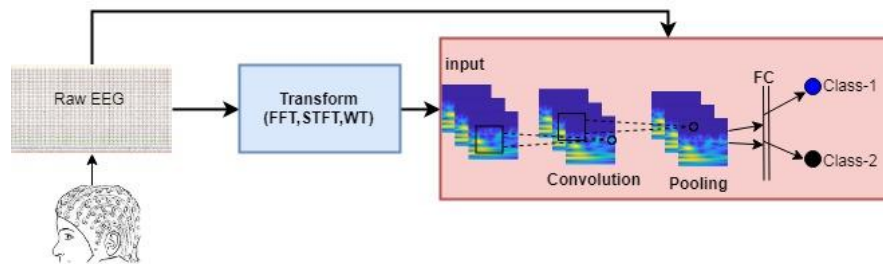 Raw EEG
Transform
(FFT,STFT,WT)
input
Convolution
Pooling
FC
Class-1
Class-2